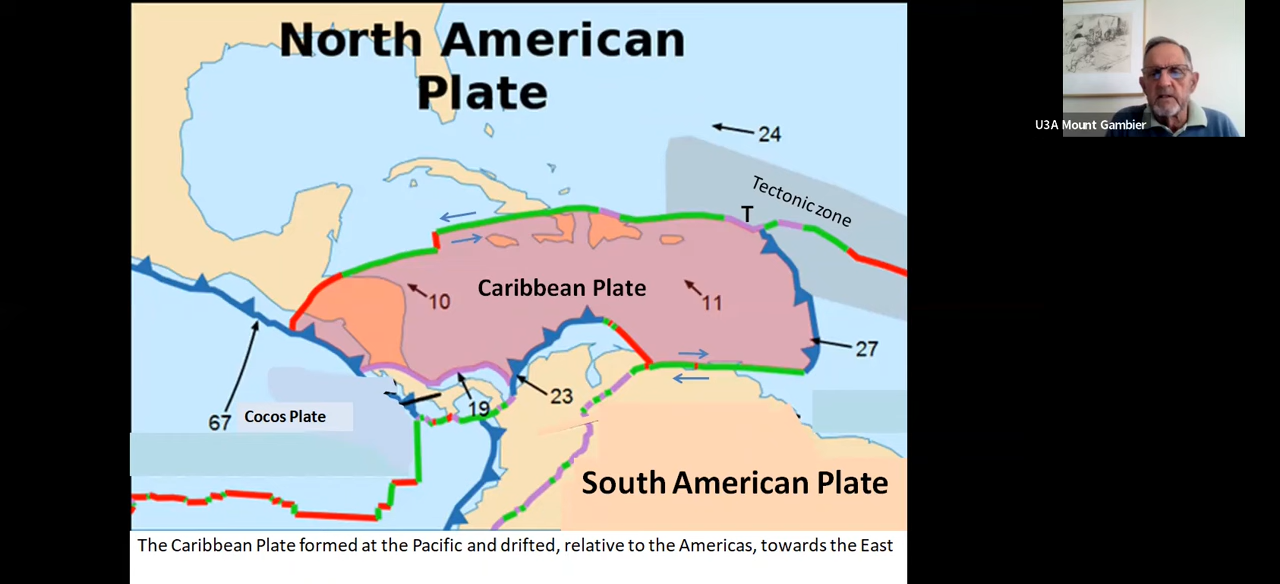 North American
Plate
U3A Mount Gambier
24
Tectonic zone
T
Caribbean Plate
10
11
27
67
Cocos Plate
19
23
South American Plate
The Caribbean Plate formed at the Pacific and drifted, relative to the Americas, towards the East